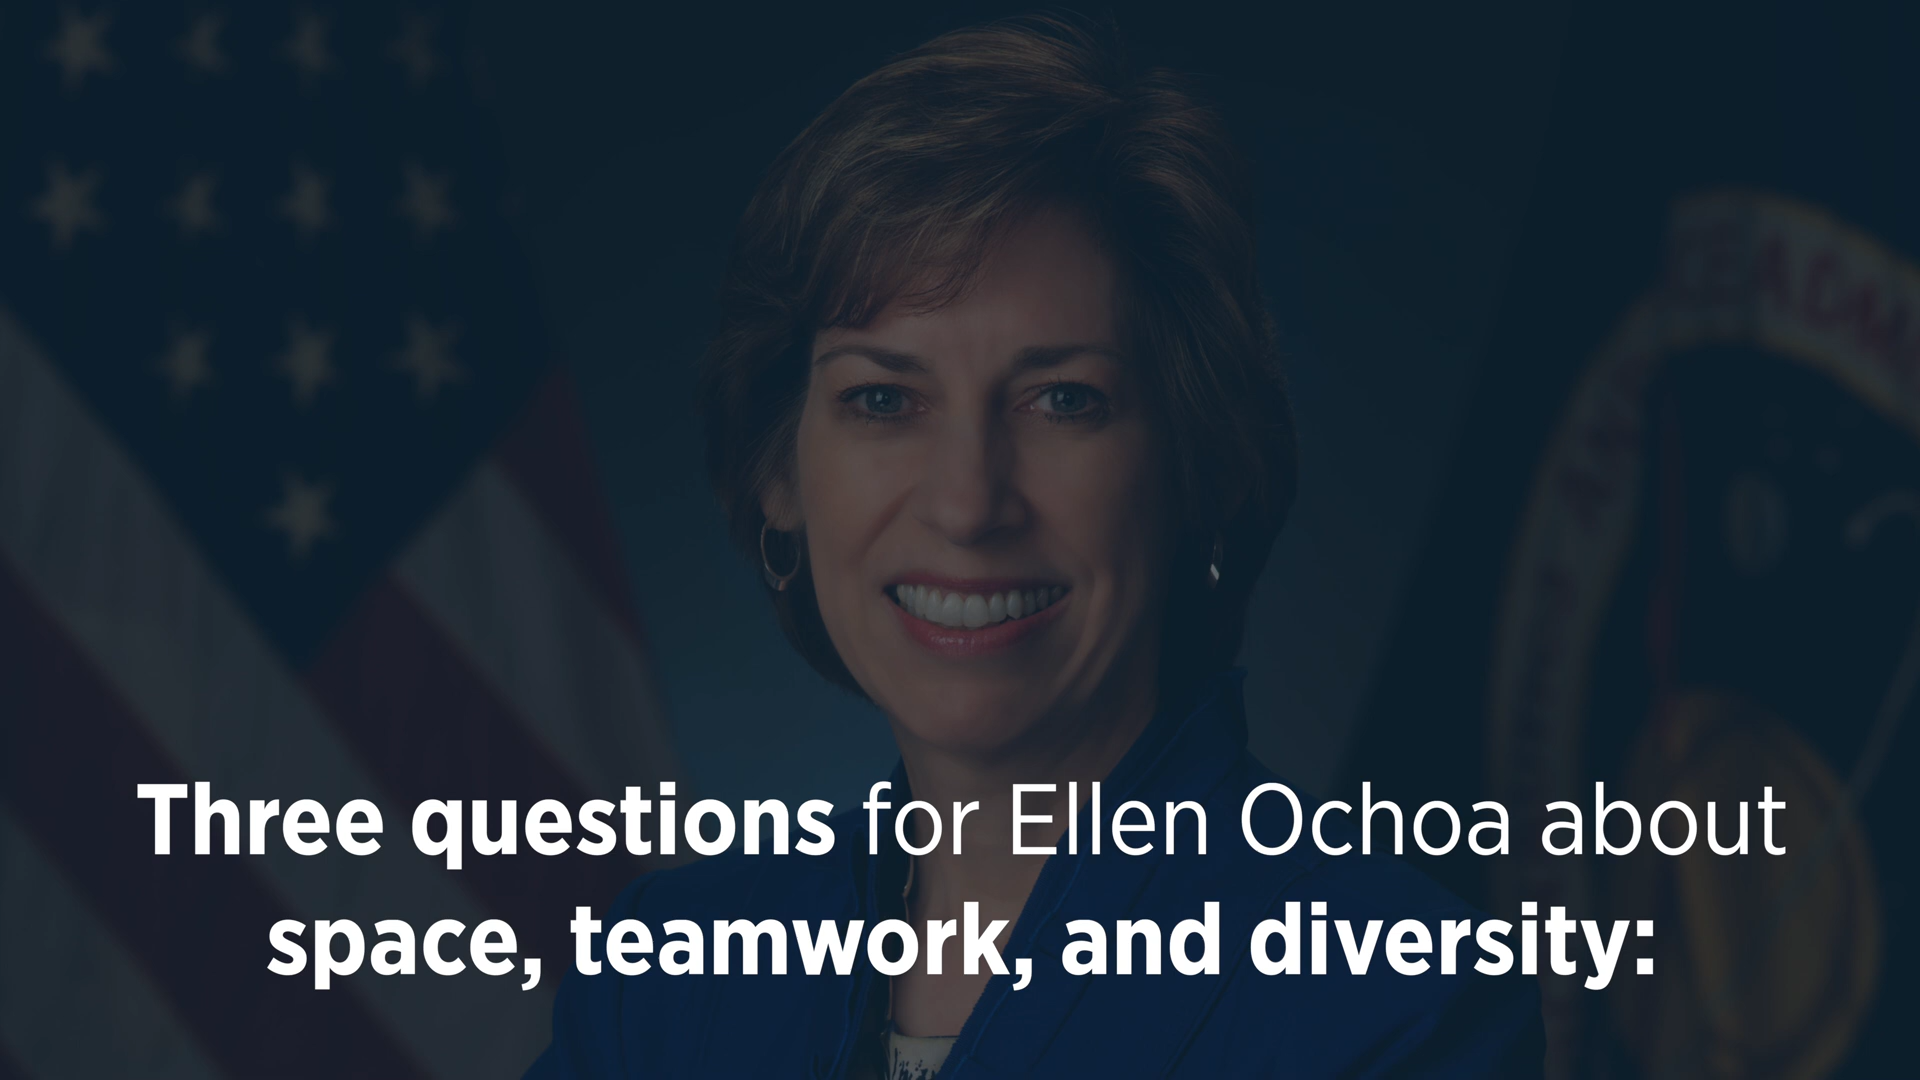 Three questions for Ellen Ochoa about
space, teamwork, and diversity: